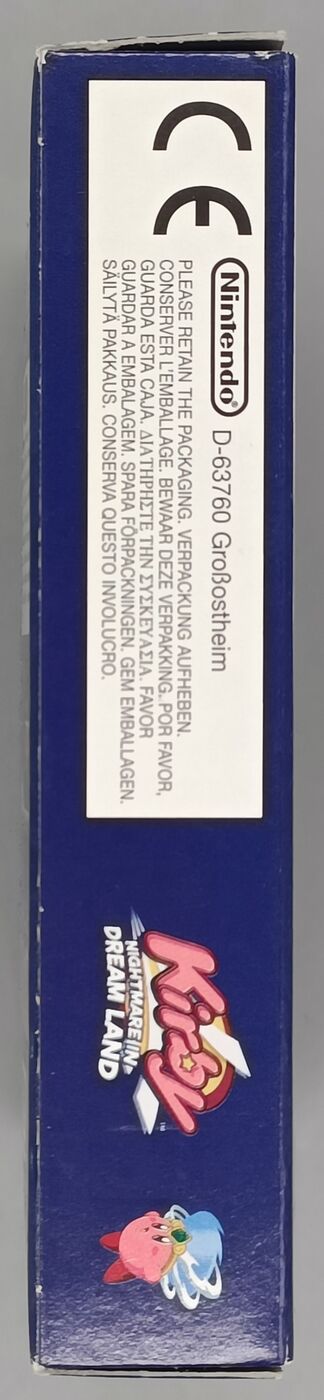 CE
Nintendo® D-63760 Großostheim
PLEASE RETAIN THE PACKAGING. VERPACKUNG AUFHEBEN.
CONSERVER L'EMBALLAGE. BEWAAR DEZE VERPAKKING. POR FAVOR,
GUARDA ESTA CAJA. ΔΙΑΤΗΡΗΣΤΕ ΤΗΝ ΣΥΣΚΕΥΑΣΙΑ. FAVOR
GUARDAR A EMBALAGEM. SPARA FÖRPACKNINGEN. GEM EMBALLAGEN.
SÄILYTÄ PAKKAUS. CONSERVA QUESTO INVOLUCRO.
Kirby™
NIGHTMARE IN
DREAM LAND